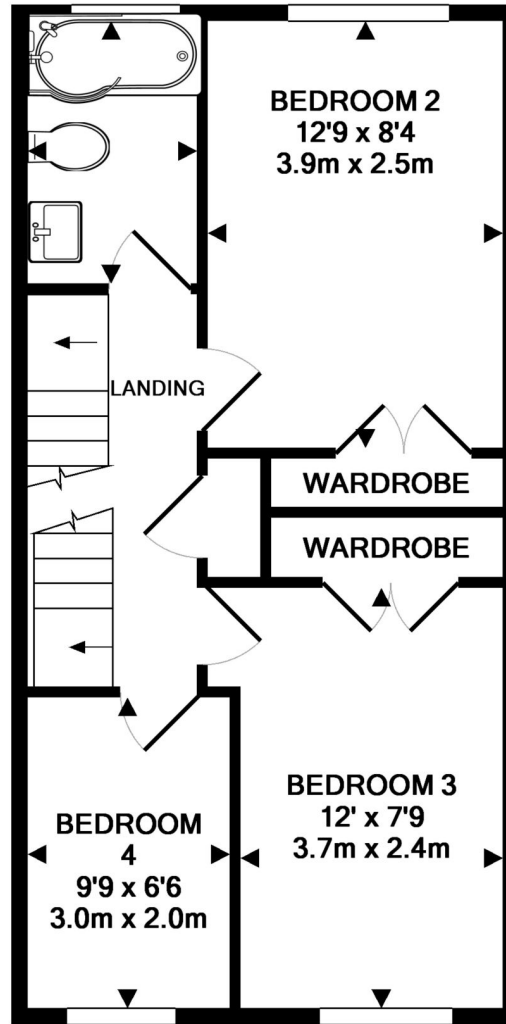 BEDROOM 2
12'9 x 8'4
3.9m x 2.5m
LANDING
WARDROBE
WARDROBE
BEDROOM 3
12' x 7'9
3.7m x 2.4m
BEDROOM
4
9'9 x 6'6
3.0m x 2.0m